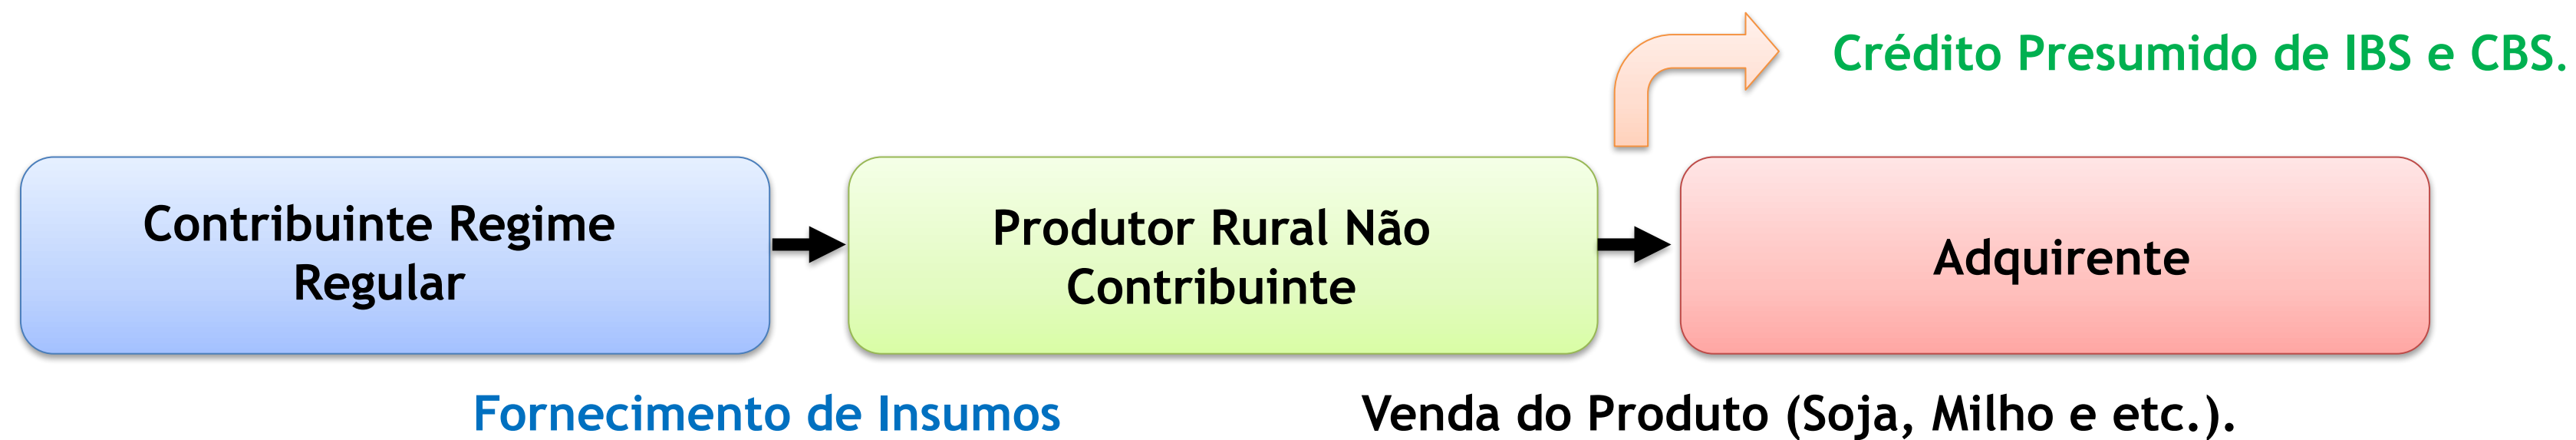 Crédito Presumido de IBS e CBS.
Contribuinte Regime
Regular
Produtor Rural Não
Contribuinte
Adquirente
Fornecimento de Insumos
Venda do Produto (Soja, Milho e etc.).